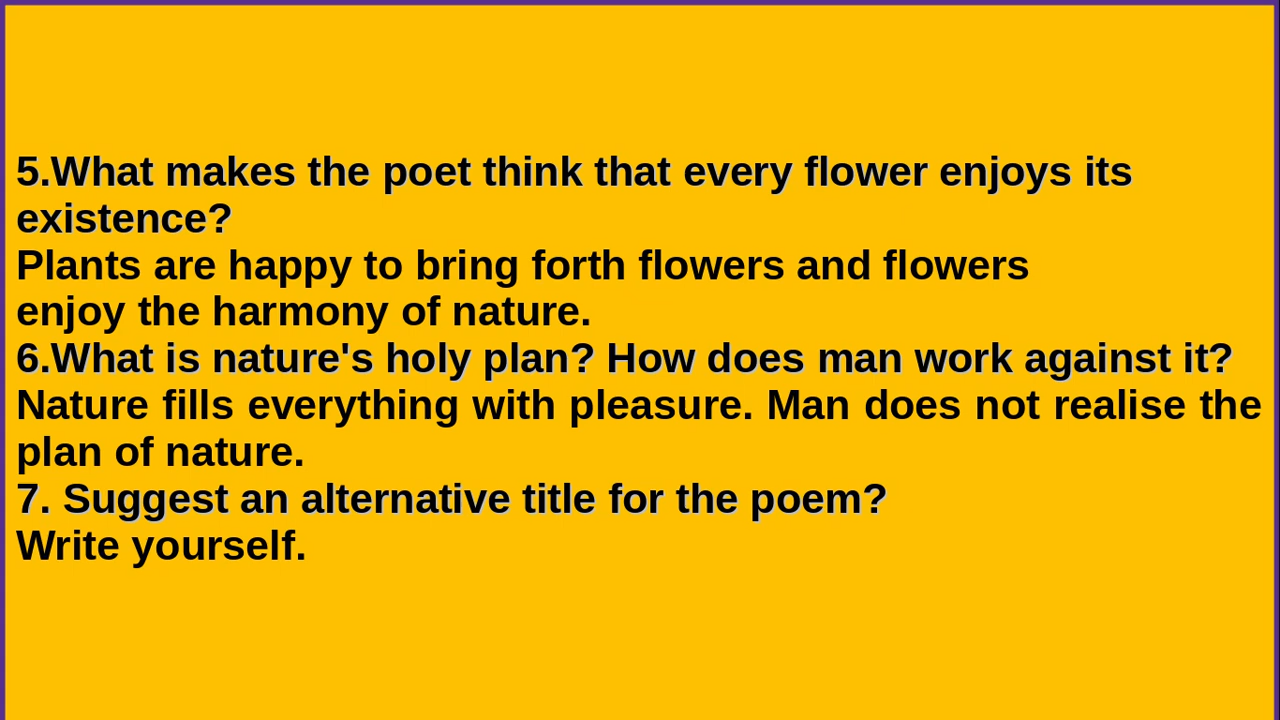 5.What makes the poet think that every flower enjoys its
existence?
Plants are happy to bring forth flowers and flowers
enjoy the harmony of nature.
6.What is nature's holy plan? How does man work against it?
Nature fills everything with pleasure. Man does not realise the
plan of nature.
7. Suggest an alternative title for the poem?
Write yourself.